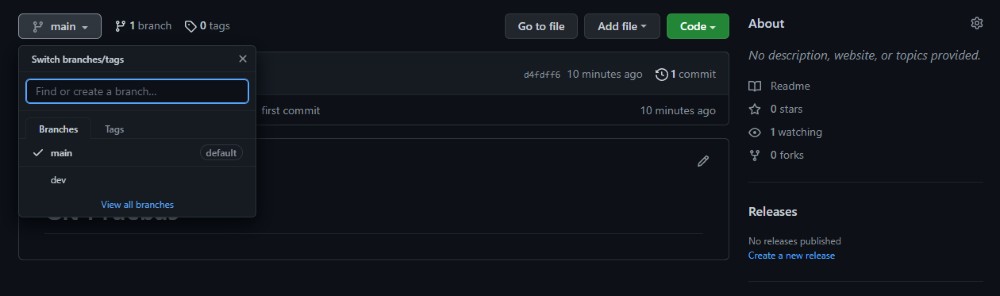 main
1 branch
0 tags
Go to file
Add file
Code
Switch branches/tags
Find or create a branch...
Branches
Tags
main
default
dev
View all branches
d4fdff6 10 minutes ago
1 commit
first commit
10 minutes ago
About
No description, website, or topics provided.
Readme
0 stars
1 watching
0 forks
Releases
No releases published
Create a new release